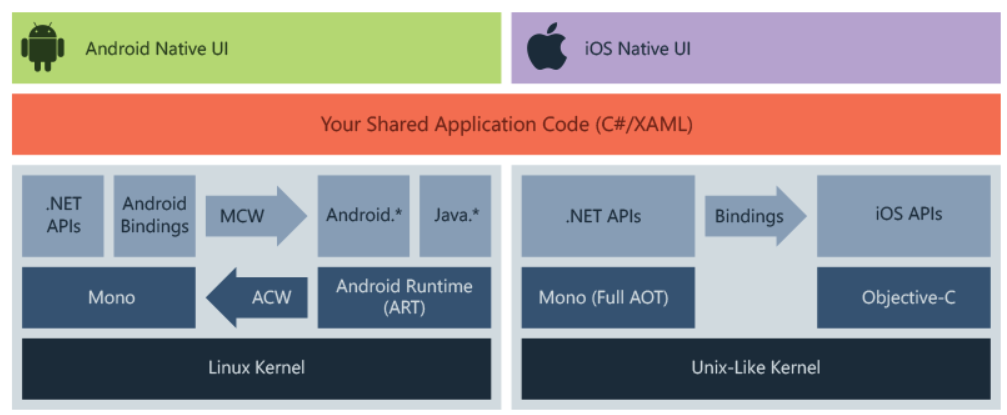 Android Native UI
iOS Native UI
Your Shared Application Code (C#/XAML)
.NET
APIs
Android
Bindings
MCW
Android.*
Java.*
.NET APIs
Bindings
iOS APIs
Mono
ACW
Android Runtime
(ART)
Mono (Full AOT)
Objective-C
Linux Kernel
Unix-Like Kernel